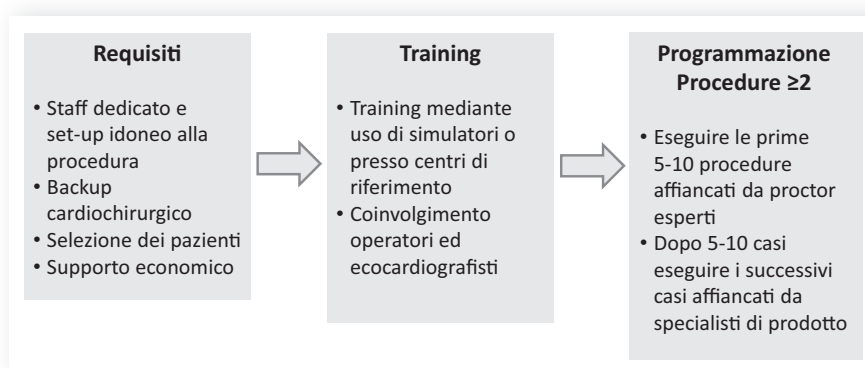 Requisiti
• Staff dedicato e
set-up idoneo alla
procedura
• Backup
cardiochirurgico
• Selezione dei pazienti
• Supporto economico
Training
• Training mediante
uso di simulatori o
presso centri di
riferimento
• Coinvolgimento
operatori ed
ecocardiografisti
Programmazione
Procedure ≥2
• Eseguire le prime
5-10 procedure
affiancati da proctor
esperti
• Dopo 5-10 casi
eseguire i successivi
casi affiancati da
specialisti di prodotto